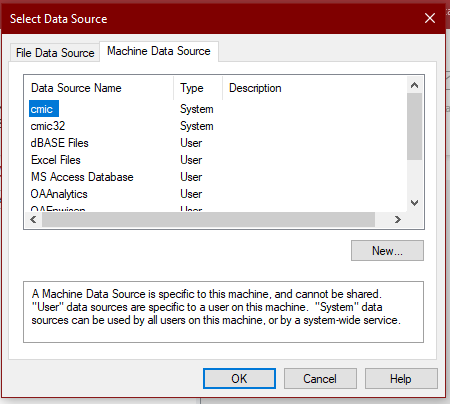 Select Data Source
File Data Source Machine Data Source
Data Source Name Type Description
cmic System
cmic32 System
dBASE Files User
Excel Files User
MS Access Database User
OAAnalytics User
User
New...
A Machine Data Source is specific to this machine, and cannot be shared.
"User" data sources are specific to a user on this machine. "System" data
sources can be used by all users on this machine, or by a system-wide service.
OK Cancel Help